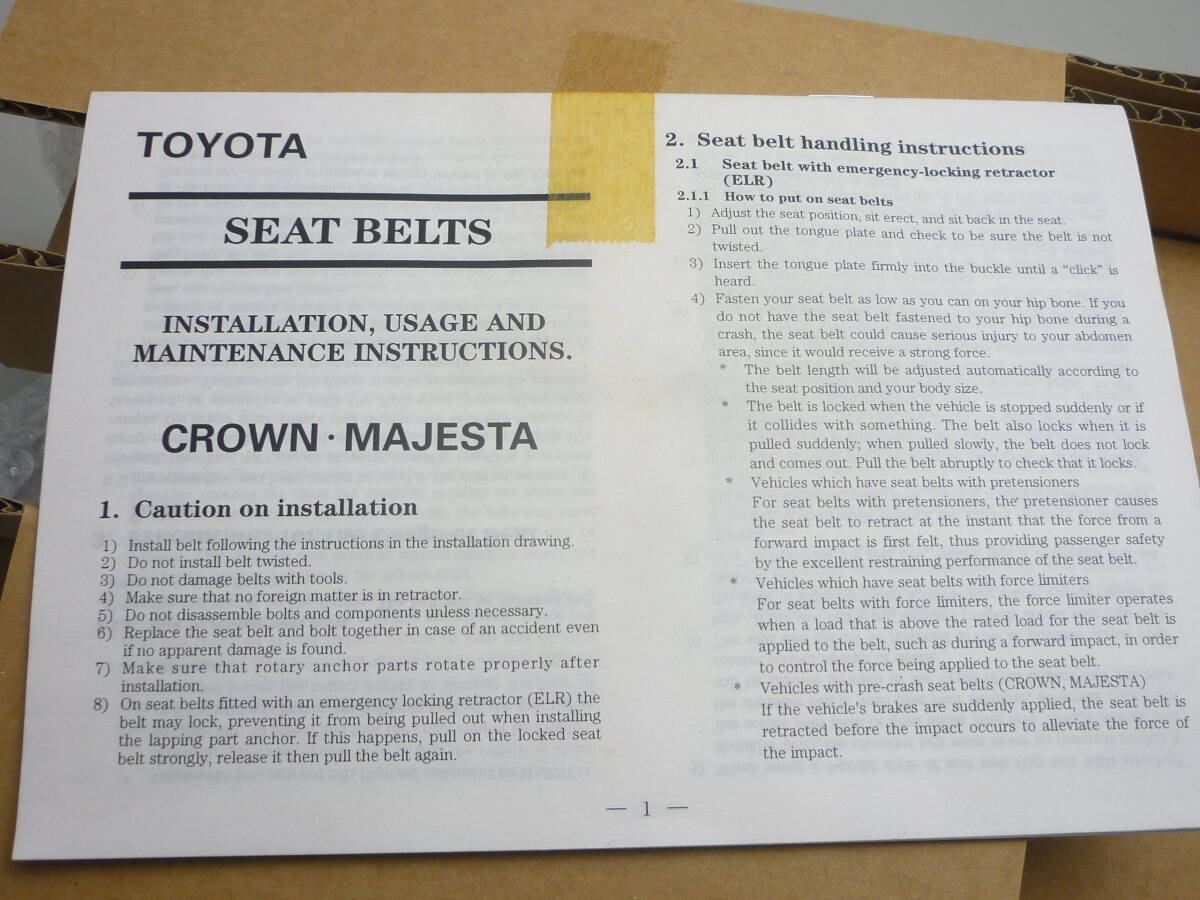 TOYOTA
SEAT BELTS
INSTALLATION, USAGE AND
MAINTENANCE INSTRUCTIONS.
CROWN · MAJESTA
1. Caution on installation
1) Install belt following the instructions in the installation drawing.
2) Do not install belt twisted.
3) Do not damage belts with tools.
4) Make sure that no foreign matter is in retractor.
5) Do not disassemble bolts and components unless necessary.
6) Replace the seat belt and bolt together in case of an accident even
if no apparent damage is found.
7) Make sure that rotary anchor parts rotate properly after
installation.
8) On seat belts fitted with an emergency locking retractor (ELR) the
belt may lock, preventing it from being pulled out when installing
the lapping part anchor. If this happens, pull on the locked seat
belt strongly, release it then pull the belt again.
2. Seat belt handling instructions
2.1 Seat belt with emergency-locking retractor
(ELR)
2.1.1 How to put on seat belts
1) Adjust the seat position, sit erect, and sit back in the seat.
2) Pull out the tongue plate and check to be sure the belt is not
twisted.
3) Insert the tongue plate firmly into the buckle until a “click” is
heard.
4) Fasten your seat belt as low as you can on your hip bone. If you
do not have the seat belt fastened to your hip bone during a
crash, the seat belt could cause serious injury to your abdomen
area, since it would receive a strong force.
* The belt length will be adjusted automatically according to
the seat position and your body size.
* The belt is locked when the vehicle is stopped suddenly or if
it collides with something. The belt also locks when it is
pulled suddenly; when pulled slowly, the belt does not lock
and comes out. Pull the belt abruptly to check that it locks.
* Vehicles which have seat belts with pretensioners
For seat belts with pretensioners, the pretensioner causes
the seat belt to retract at the instant that the force from a
forward impact is first felt, thus providing passenger safety
by the excellent restraining performance of the seat belt.
* Vehicles which have seat belts with force limiters
For seat belts with force limiters, the force limiter operates
when a load that is above the rated load for the seat belt is
applied to the belt, such as during a forward impact, in order
to control the force being applied to the seat belt.
* Vehicles with pre-crash seat belts (CROWN, MAJESTA)
If the vehicle's brakes are suddenly applied, the seat belt is
retracted before the impact occurs to alleviate the force of
the impact.
— 1 —